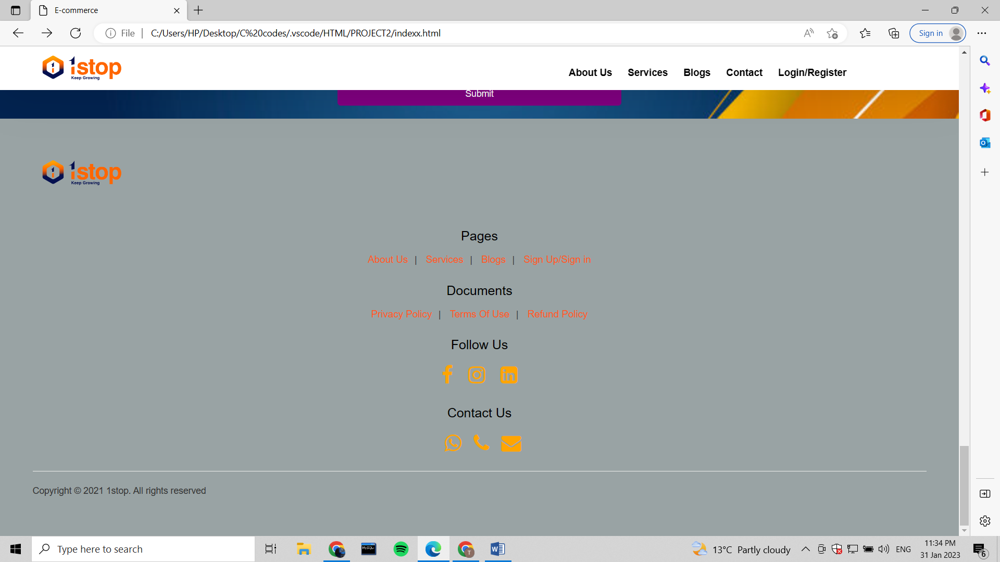 E-commerce
File | C:/Users/HP/Desktop/C%20codes/.vscode/HTML/PROJECT2/indexx.html
Sign in
1stop
Keep Growing
About Us Services Blogs Contact Login/Register
Submit
1stop
Keep Growing
Pages
About Us | Services | Blogs | Sign Up/Sign in
Documents
Privacy Policy | Terms Of Use | Refund Policy
Follow Us
Contact Us
Copyright © 2021 1stop. All rights reserved
Type here to search
MySQL
T
13°C Partly cloudy
ENG
11:34 PM
31 Jan 2023
6